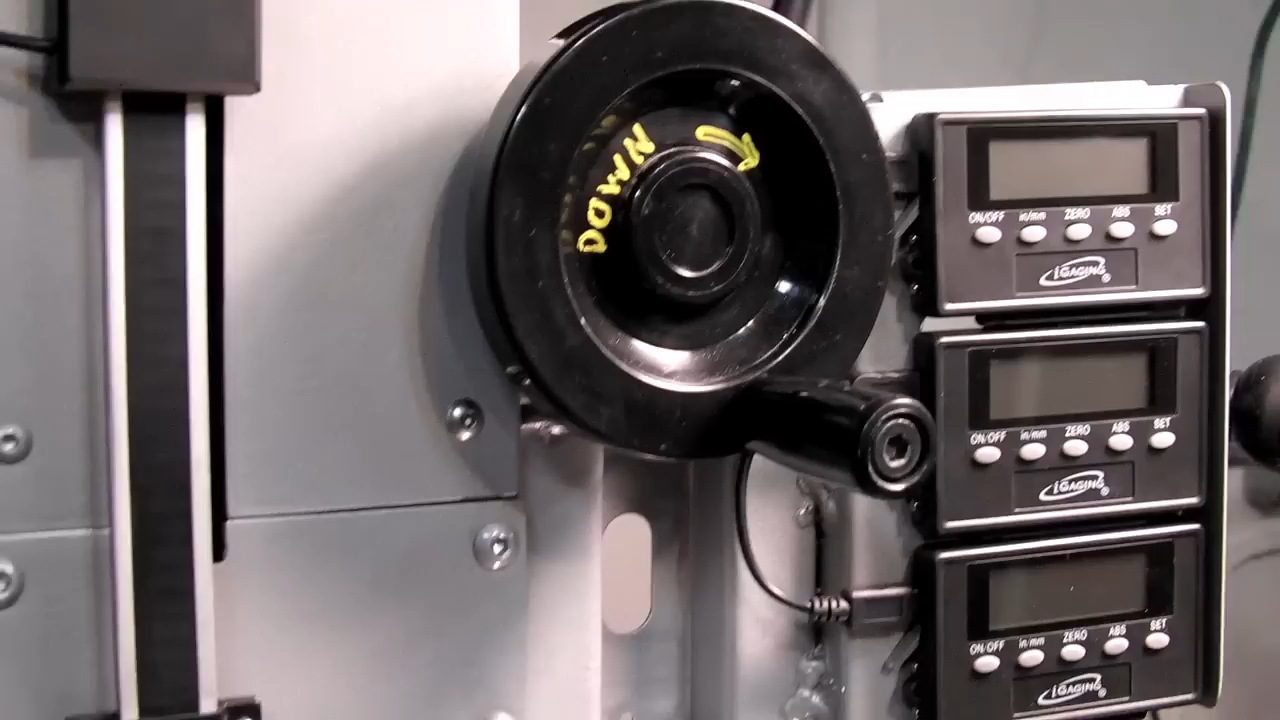 DOWN
ON/OFF in/mm ZERO ABS SET
iGAGING®
ON/OFF in/mm ZERO ABS SET
iGAGING®
ON/OFF in/mm ZERO ABS SET
iGAGING®